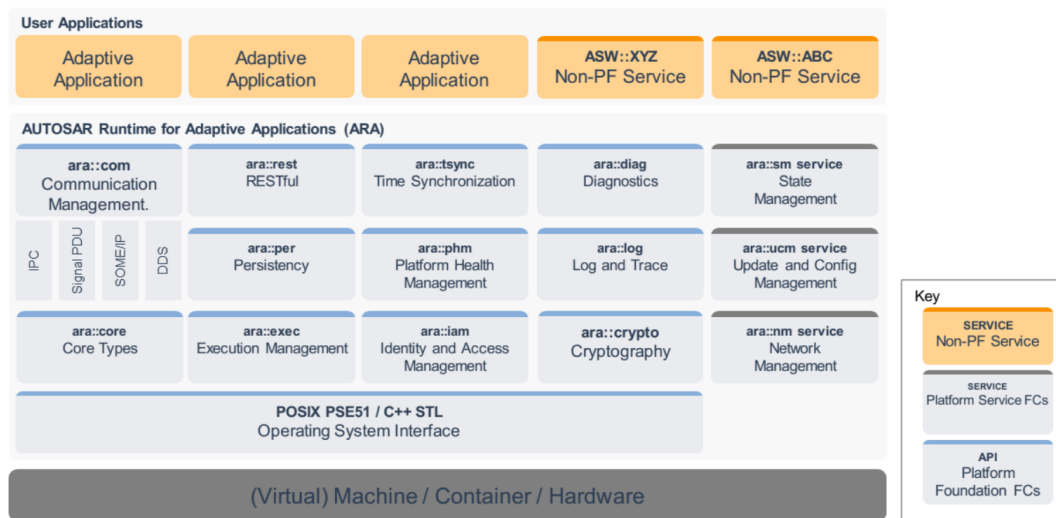 User Applications
Adaptive
Application
Adaptive
Application
Adaptive
Application
ASW::XYZ
Non-PF Service
ASW::ABC
Non-PF Service
AUTOSAR Runtime for Adaptive Applications (ARA)
ara::com
Communication
Management.
ara::rest
RESTful
ara::tsync
Time Synchronization
ara::diag
Diagnostics
ara::sm service
State
Management
IPC
Signal PDU
SOME/IP
DDS
ara::per
Persistency
ara::phm
Platform Health
Management
ara::log
Log and Trace
ara::ucm service
Update and Config
Management
ara::core
Core Types
ara::exec
Execution Management
ara::iam
Identity and Access
Management
ara::crypto
Cryptography
ara::nm service
Network
Management
POSIX PSE51 / C++ STL
Operating System Interface
(Virtual) Machine / Container / Hardware
Key
SERVICE
Non-PF Service
SERVICE
Platform Service FCs
API
Platform
Foundation FCs